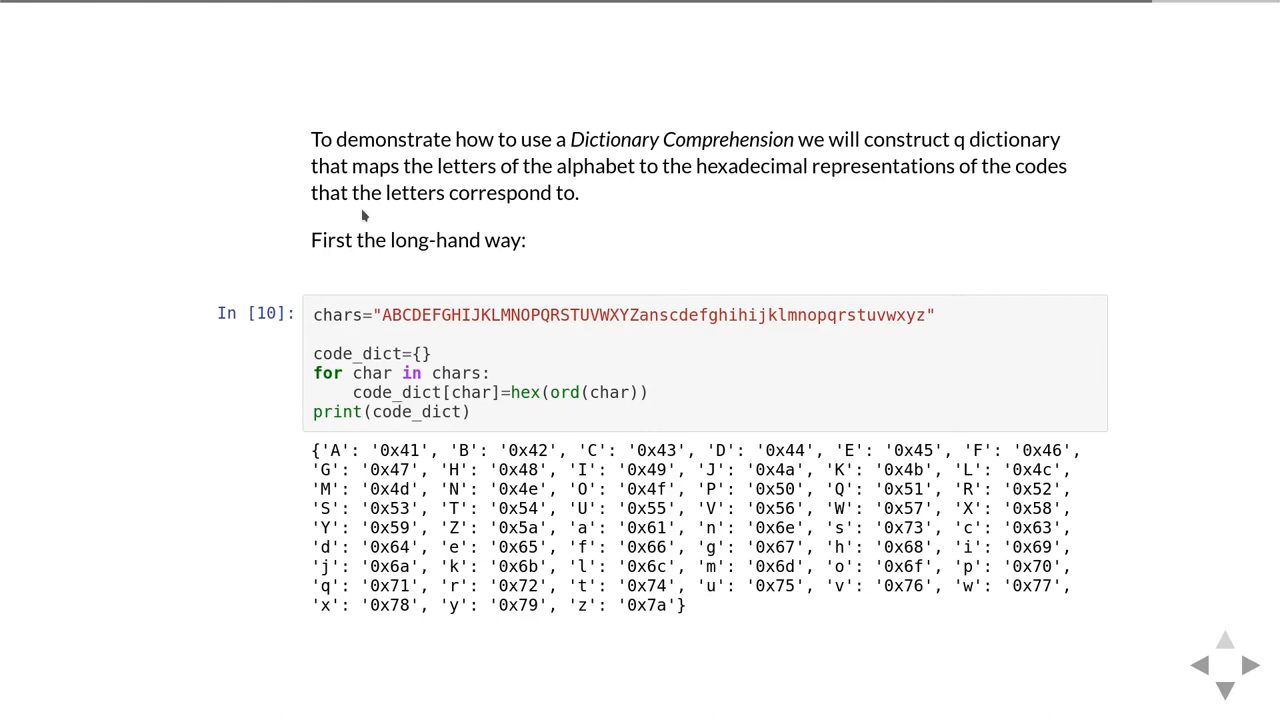 To demonstrate how to use a Dictionary Comprehension we will construct q dictionary
that maps the letters of the alphabet to the hexadecimal representations of the codes
that the letters correspond to.
First the long-hand way:
In [10]:
chars="ABCDEFGHIJKLMNOPQRSTUVWXYZanscdefghihijklmnopqrstuvwxyz"
code_dict={}
for char in chars:
    code_dict[char]=hex(ord(char))
print(code_dict)
{'A': '0x41', 'B': '0x42', 'C': '0x43', 'D': '0x44', 'E': '0x45', 'F': '0x46',
'G': '0x47', 'H': '0x48', 'I': '0x49', 'J': '0x4a', 'K': '0x4b', 'L': '0x4c',
'M': '0x4d', 'N': '0x4e', 'O': '0x4f', 'P': '0x50', 'Q': '0x51', 'R': '0x52',
'S': '0x53', 'T': '0x54', 'U': '0x55', 'V': '0x56', 'W': '0x57', 'X': '0x58',
'Y': '0x59', 'Z': '0x5a', 'a': '0x61', 'n': '0x6e', 's': '0x73', 'c': '0x63',
'd': '0x64', 'e': '0x65', 'f': '0x66', 'g': '0x67', 'h': '0x68', 'i': '0x69',
'j': '0x6a', 'k': '0x6b', 'l': '0x6c', 'm': '0x6d', 'o': '0x6f', 'p': '0x70',
'q': '0x71', 'r': '0x72', 't': '0x74', 'u': '0x75', 'v': '0x76', 'w': '0x77',
'x': '0x78', 'y': '0x79', 'z': '0x7a'}